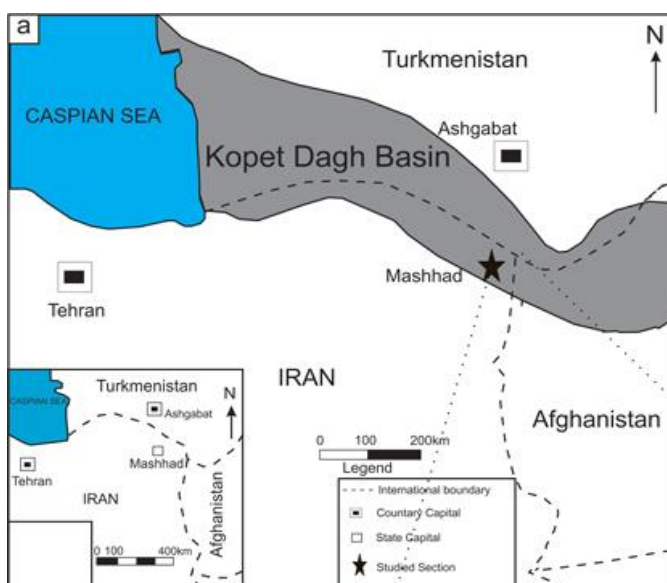 a
N
Turkmenistan
CASPIAN SEA
Ashgabat
Kopet Dagh Basin
Mashhad
Tehran
IRAN
Afghanistan
0 100 200km
Legend
International boundary
Countary Capital
State Capital
Studied Section
Turkmenistan
N
CASPIAN SEA
Ashgabat
Mashhad
Tehran
IRAN
Afghanistan
0 100 400km